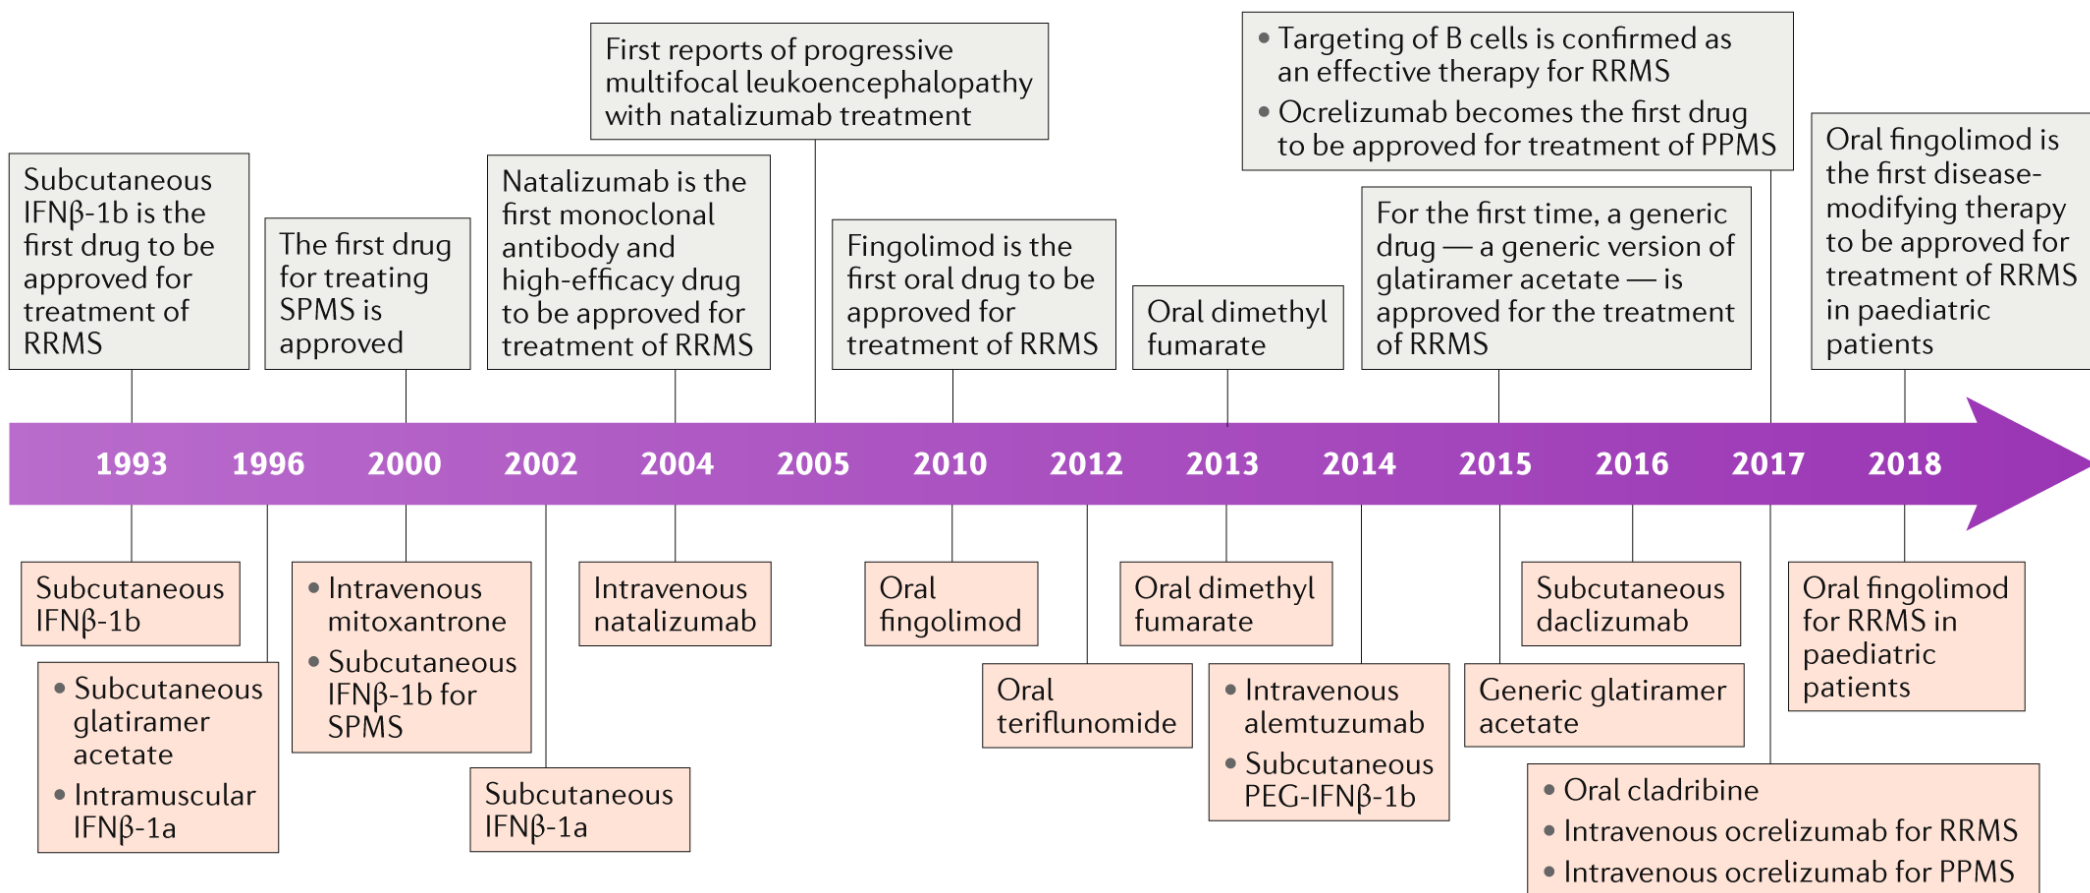 First reports of progressive
multifocal leukoencephalopathy
with natalizumab treatment
• Targeting of B cells is confirmed as
an effective therapy for RRMS
• Ocrelizumab becomes the first drug
to be approved for treatment of PPMS
Subcutaneous
IFNβ-1b is the
first drug to be
approved for
treatment of
RRMS
The first drug
for treating
SPMS is
approved
Natalizumab is the
first monoclonal
antibody and
high-efficacy drug
to be approved for
treatment of RRMS
Fingolimod is the
first oral drug to be
approved for
treatment of RRMS
Oral dimethyl
fumarate
For the first time, a generic
drug — a generic version of
glatiramer acetate — is
approved for the treatment
of RRMS
Oral fingolimod is
the first disease-
modifying therapy
to be approved for
treatment of RRMS
in paediatric
patients
1993 1996 2000 2002 2004 2005 2010 2012 2013 2014 2015 2016 2017 2018
Subcutaneous
IFNβ-1b
• Subcutaneous
glatiramer
acetate
• Intramuscular
IFNβ-1a
• Intravenous
mitoxantrone
• Subcutaneous
IFNβ-1b for
SPMS
Subcutaneous
IFNβ-1a
Intravenous
natalizumab
Oral
fingolimod
Oral
teriflunomide
Oral dimethyl
fumarate
• Intravenous
alemtuzumab
• Subcutaneous
PEG-IFNβ-1b
Generic glatiramer
acetate
Subcutaneous
daclizumab
• Oral cladribine
• Intravenous ocrelizumab for RRMS
• Intravenous ocrelizumab for PPMS
Oral fingolimod
for RRMS in
paediatric
patients